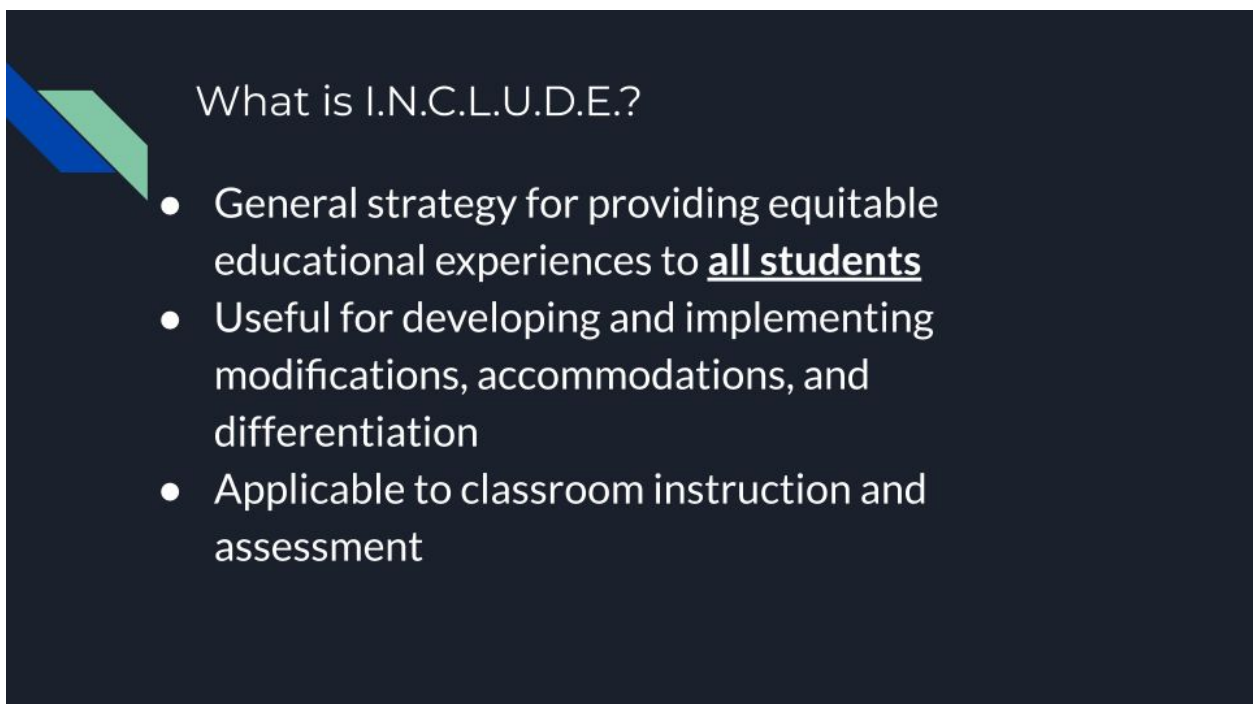 What is I.N.C.L.U.D.E.?
● General strategy for providing equitable
educational experiences to all students
● Useful for developing and implementing
modifications, accommodations, and
differentiation
● Applicable to classroom instruction and
assessment